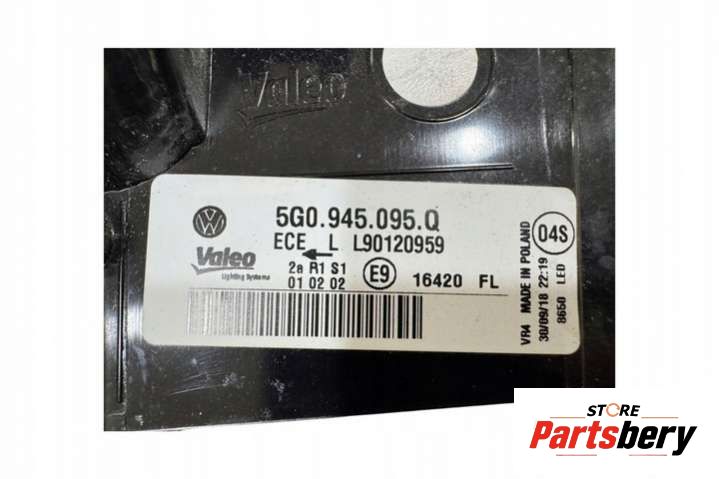 Valeo
5G0.945.095.Q
ECE L L90120959
Valeo
Lighting Systems
2a R1 S1
01 02 02
E9
16420 FL
VR4 MADE IN POLAND
30/09/18 22:19
8650 LED
04S
STORE
Partsbery